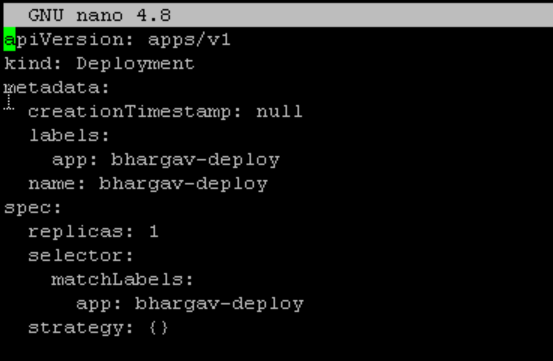 GNU nano 4.8
apiVersion: apps/v1
kind: Deployment
metadata:
  creationTimestamp: null
  labels:
    app: bhargav-deploy
  name: bhargav-deploy
spec:
  replicas: 1
  selector:
    matchLabels:
      app: bhargav-deploy
  strategy: {}